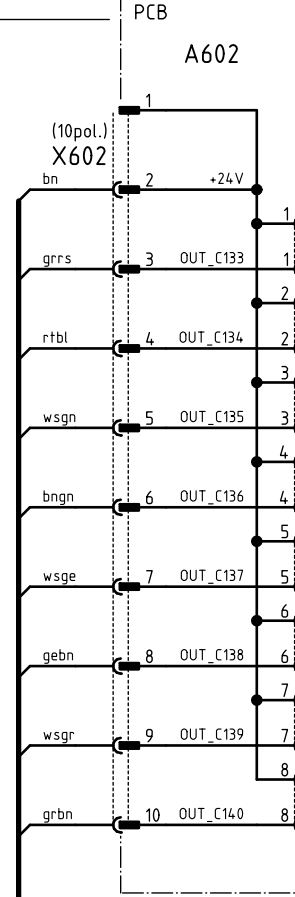 PCB
A602
1
(10pol.)
X602
bn 2 +24V
1
grrs 3 OUT_C133 1
2
rtbl 4 OUT_C134 2
3
wsgn 5 OUT_C135 3
4
bngn 6 OUT_C136 4
5
wsge 7 OUT_C137 5
6
gebn 8 OUT_C138 6
7
wsgr 9 OUT_C139 7
8
grbn 10 OUT_C140 8